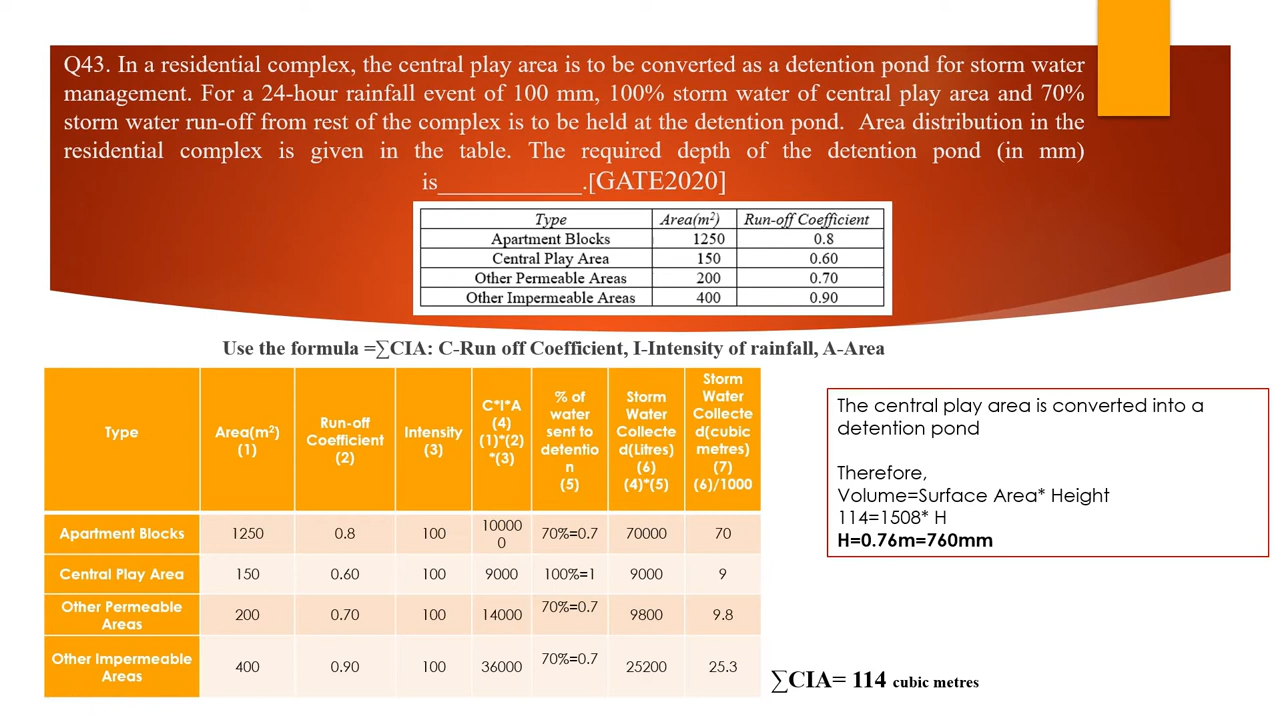 Q43. In a residential complex, the central play area is to be converted as a detention pond for storm water
management. For a 24-hour rainfall event of 100 mm, 100% storm water of central play area and 70%
storm water run-off from rest of the complex is to be held at the detention pond. Area distribution in the
residential complex is given in the table. The required depth of the detention pond (in mm)
is___________.[GATE2020]
Type Area(m²) Run-off Coefficient
Apartment Blocks 1250 0.8
Central Play Area 150 0.60
Other Permeable Areas 200 0.70
Other Impermeable Areas 400 0.90
Use the formula =∑CIA: C-Run off Coefficient, I-Intensity of rainfall, A-Area
Type
Area(m²)
(1)
Run-off
Coefficient
(2)
Intensity
(3)
C*I*A
(4)
(1)*(2)
*(3)
% of
water
sent to
detentio
n
(5)
Storm
Water
Collecte
d(Litres)
(6)
(4)*(5)
Storm
Water
Collecte
d(cubic
metres)
(7)
(6)/1000
Apartment Blocks 1250 0.8 100 10000
0
70%=0.7 70000 70
Central Play Area 150 0.60 100 9000 100%=1 9000 9
Other Permeable
Areas
200 0.70 100 14000 70%=0.7 9800 9.8
Other Impermeable
Areas
400 0.90 100 36000 70%=0.7 25200 25.3
∑CIA= 114 cubic metres
The central play area is converted into a
detention pond
Therefore,
Volume=Surface Area* Height
114=1508* H
H=0.76m=760mm